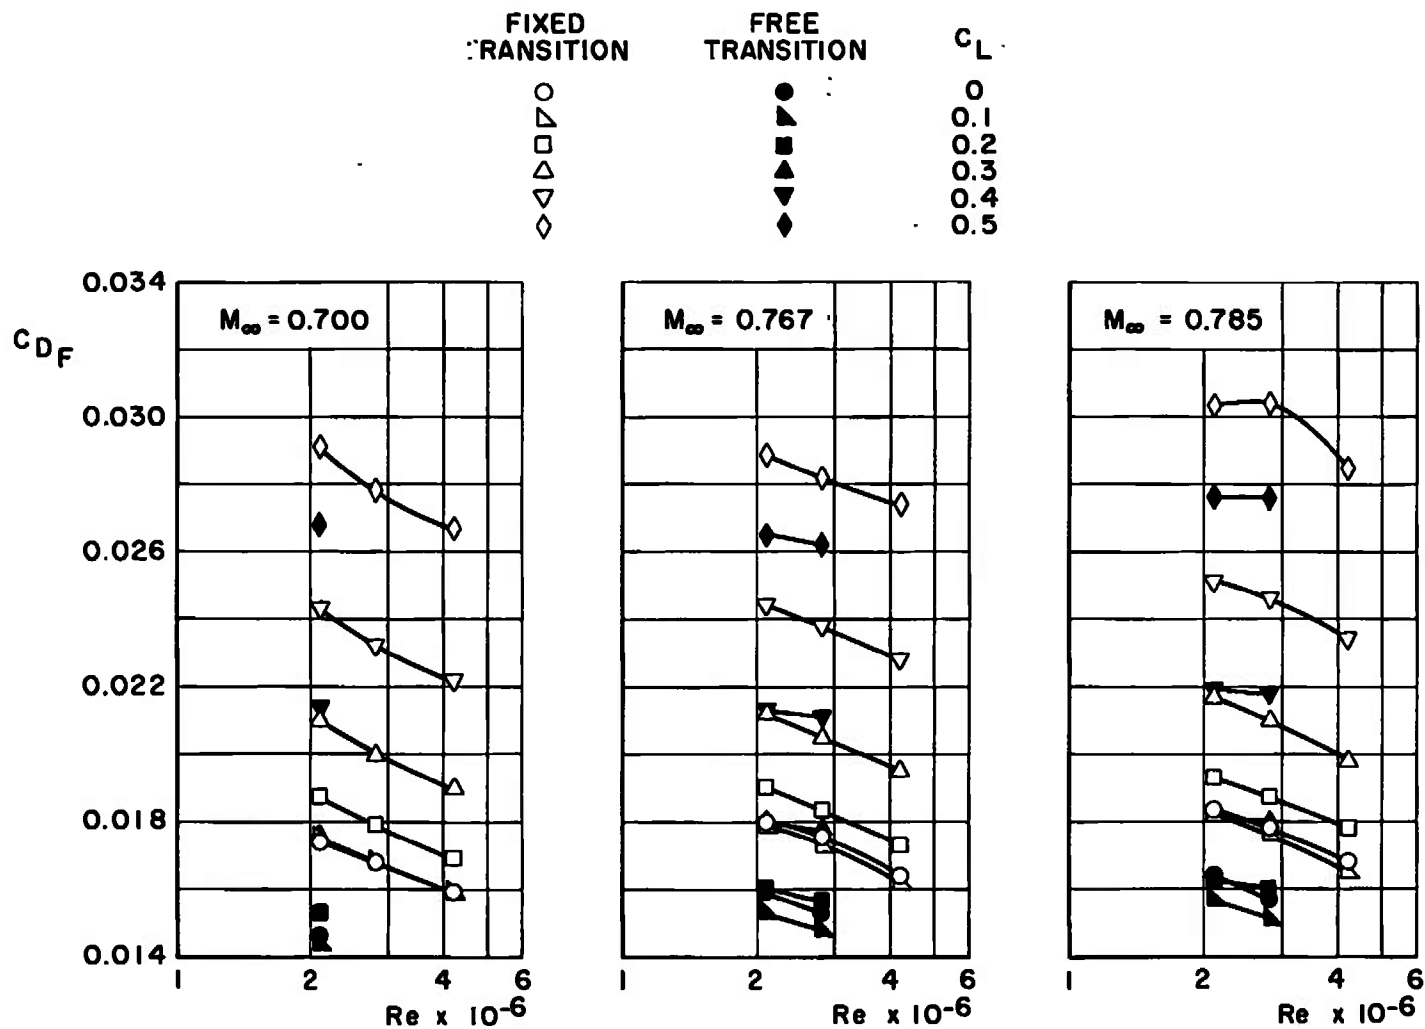 FIXED TRANSITION
FREE TRANSITION
C_L
0
0.1
0.2
0.3
0.4
0.5
C_{D_F}
0.034
0.030
0.026
0.022
0.018
0.014
M∞ = 0.700
1 2 4 6
Re x 10^-6
M∞ = 0.767
1 2 4 6
Re x 10^-6
M∞ = 0.785
1 2 4 6
Re x 10^-6